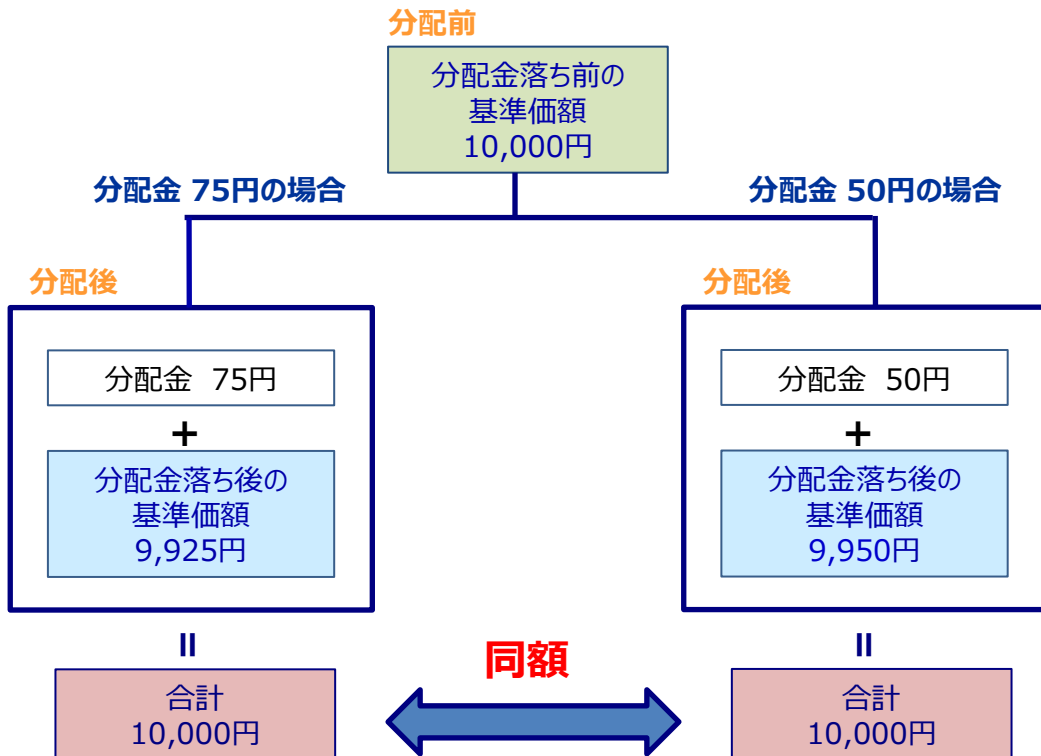 分配前
分配金落ち前の
基準価額
10,000円
分配金 75円の場合
分配金 50円の場合
分配後
分配金 75円
+
分配金落ち後の
基準価額
9,925円
=
合計
10,000円
分配後
分配金 50円
+
分配金落ち後の
基準価額
9,950円
=
合計
10,000円
同額